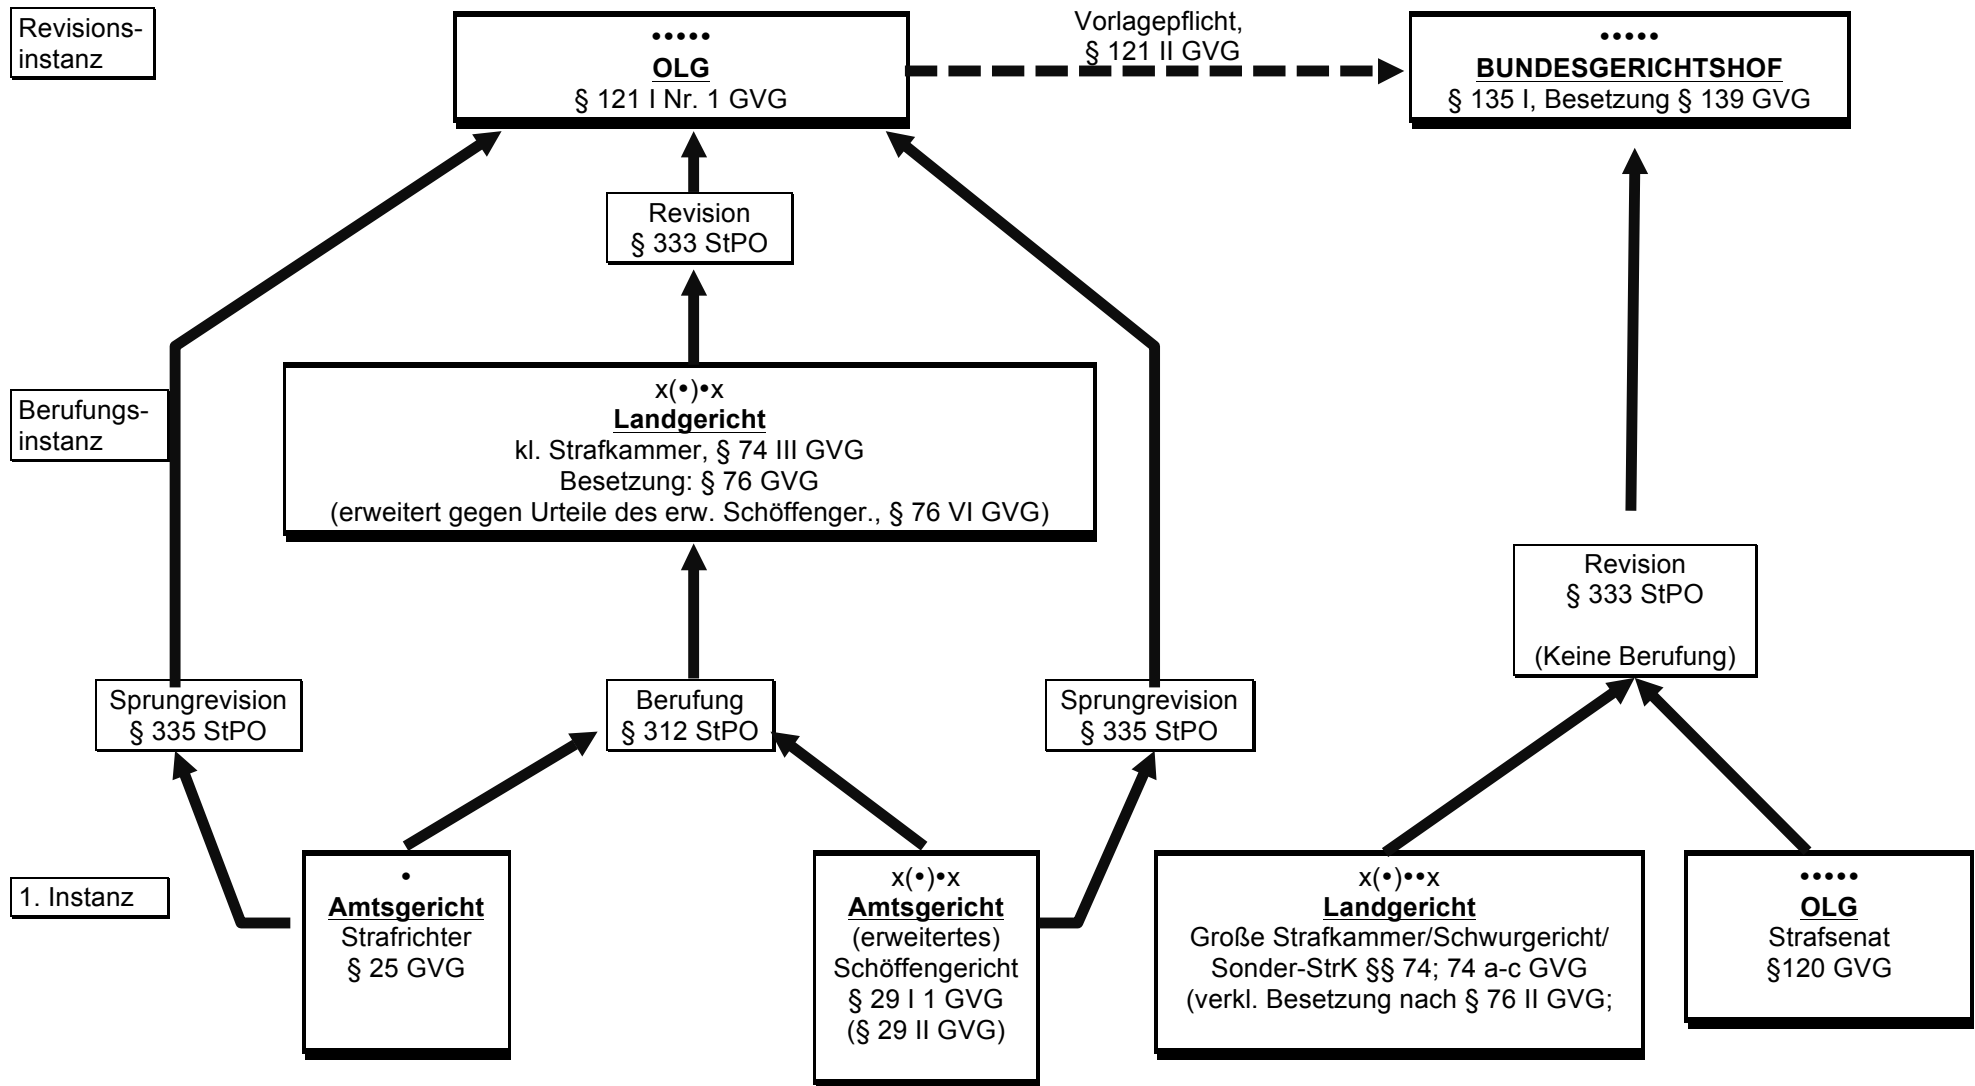 Revisions-
instanz
•••••
OLG
§ 121 I Nr. 1 GVG
Vorlagepflicht,
§ 121 II GVG
•••••
BUNDESGERICHTSHOF
§ 135 I, Besetzung § 139 GVG
Revision
§ 333 StPO
Berufungs-
instanz
x(•)•x
Landgericht
kl. Strafkammer, § 74 III GVG
Besetzung: § 76 GVG
(erweitert gegen Urteile des erw. Schöffenger., § 76 VI GVG)
Revision
§ 333 StPO
(Keine Berufung)
Sprungrevision
§ 335 StPO
Berufung
§ 312 StPO
Sprungrevision
§ 335 StPO
1. Instanz
•
Amtsgericht
Strafrichter
§ 25 GVG
x(•)•x
Amtsgericht
(erweitertes)
Schöffengericht
§ 29 I 1 GVG
(§ 29 II GVG)
x(•)••x
Landgericht
Große Strafkammer/Schwurgericht/
Sonder-StrK §§ 74; 74 a-c GVG
(verkl. Besetzung nach § 76 II GVG;
•••••
OLG
Strafsenat
§120 GVG